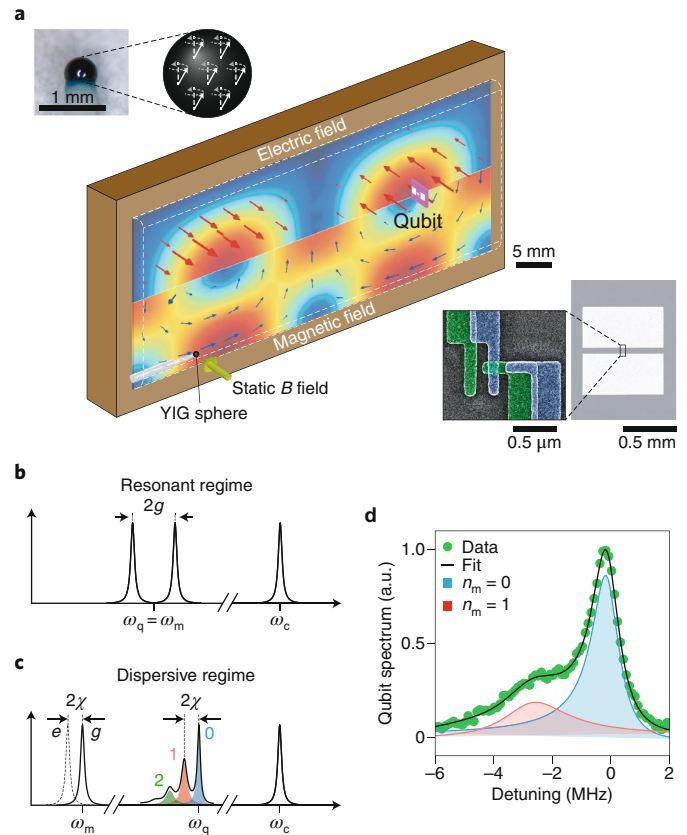 a
1 mm
Electric field
Qubit
5 mm
Magnetic field
Static B field
YIG sphere
0.5 μm
0.5 mm
b
Resonant regime
2g
ω_q = ω_m
ω_c
c
Dispersive regime
2χ
2χ
e
g
0
1
2
ω_m
ω_q
ω_c
d
Data
Fit
n_m = 0
n_m = 1
Qubit spectrum (a.u.)
1.0
0.5
0
−6
−4
−2
0
2
Detuning (MHz)